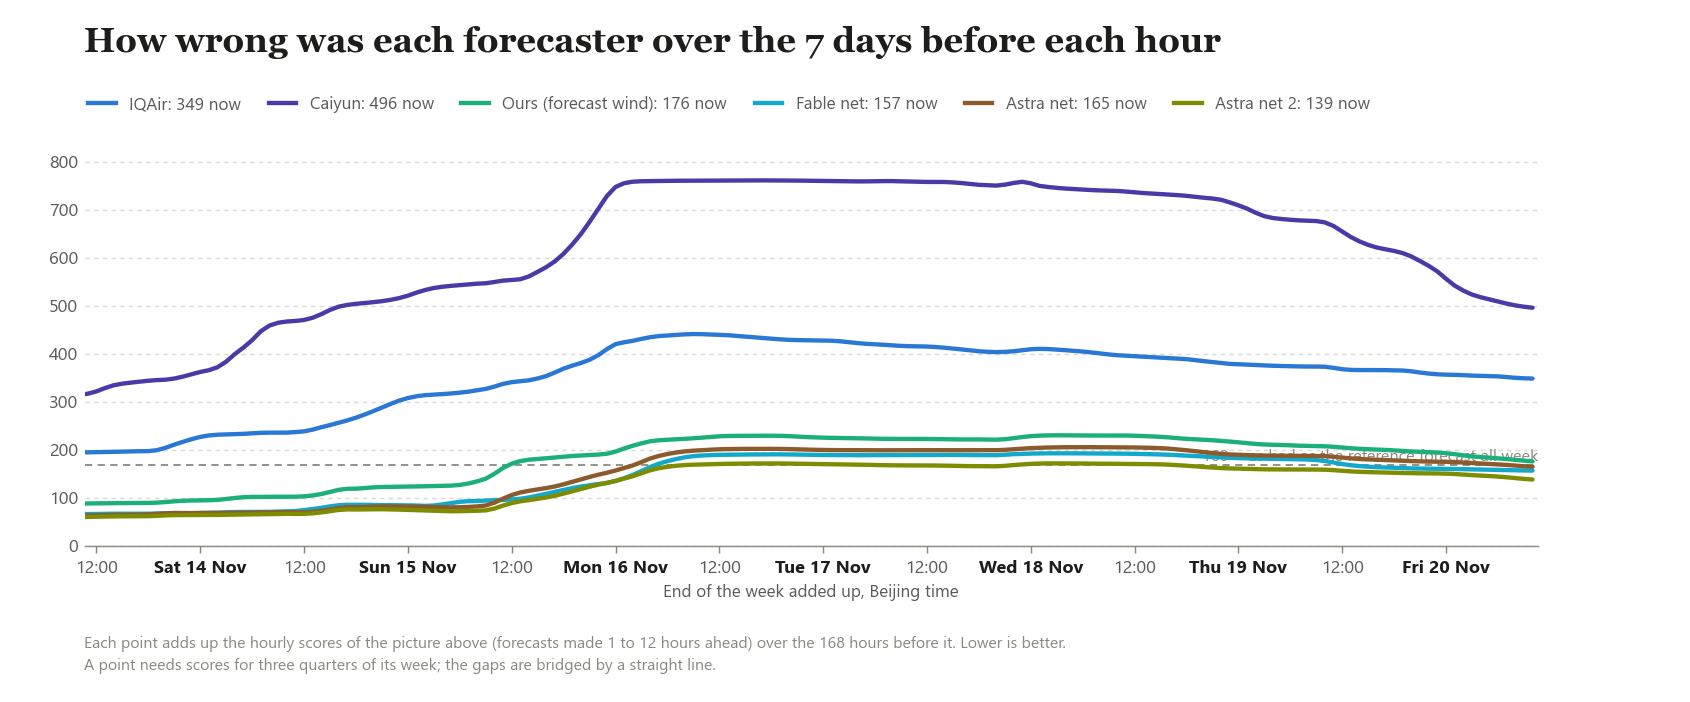 How wrong was each forecaster over the 7 days before each hour
IQAir: 349 now Caiyun: 496 now Ours (forecast wind): 176 now Fable net: 157 now Astra net: 165 now Astra net 2: 139 now
800
700
600
500
400
300
200
the reference forecast all week
100
0
12:00 Sat 14 Nov 12:00 Sun 15 Nov 12:00 Mon 16 Nov 12:00 Tue 17 Nov 12:00 Wed 18 Nov 12:00 Thu 19 Nov 12:00 Fri 20 Nov
End of the week added up, Beijing time
Each point adds up the hourly scores of the picture above (forecasts made 1 to 12 hours ahead) over the 168 hours before it. Lower is better.
A point needs scores for three quarters of its week; the gaps are bridged by a straight line.